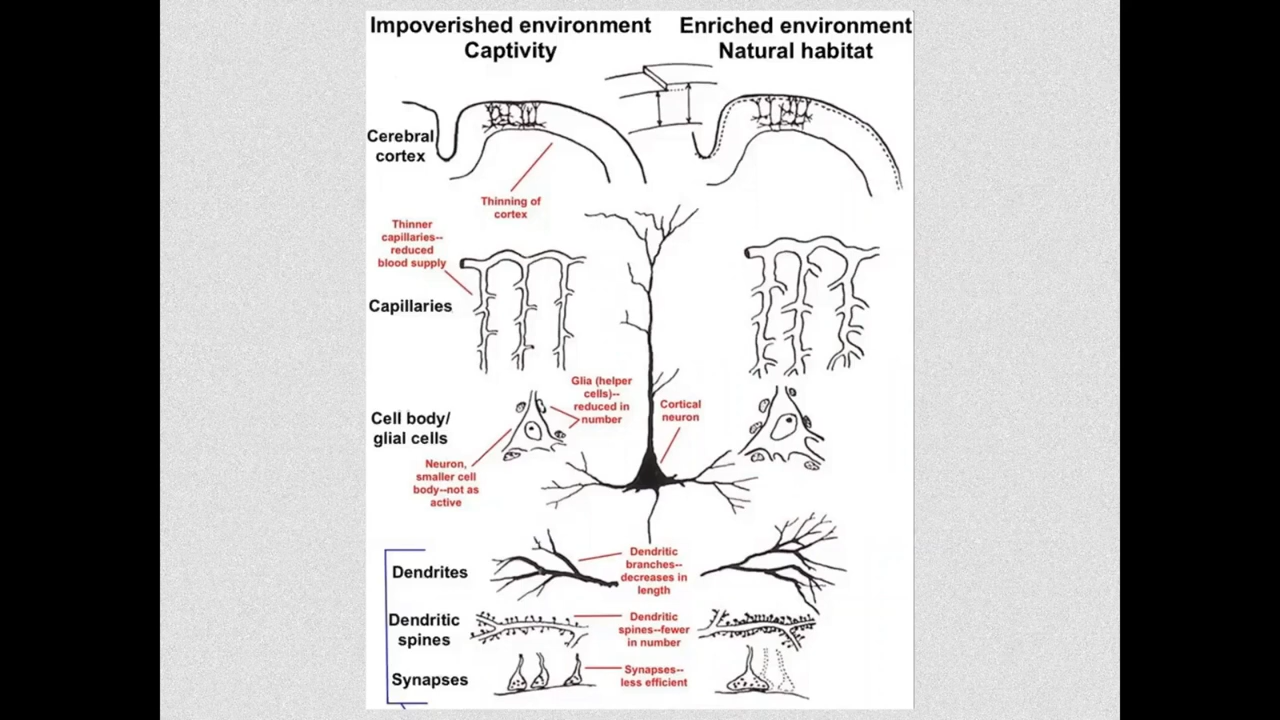 Impoverished environment
Captivity
Enriched environment
Natural habitat
Cerebral
cortex
Thinning of
cortex
Thinner
capillaries--
reduced
blood supply
Capillaries
Glia (helper
cells)--
reduced in
number
Cortical
neuron
Cell body/
glial cells
Neuron,
smaller cell
body--not as
active
Dendrites
Dendritic
branches--
decreases in
length
Dendritic
spines
Dendritic
spines--fewer
in number
Synapses
Synapses--
less efficient